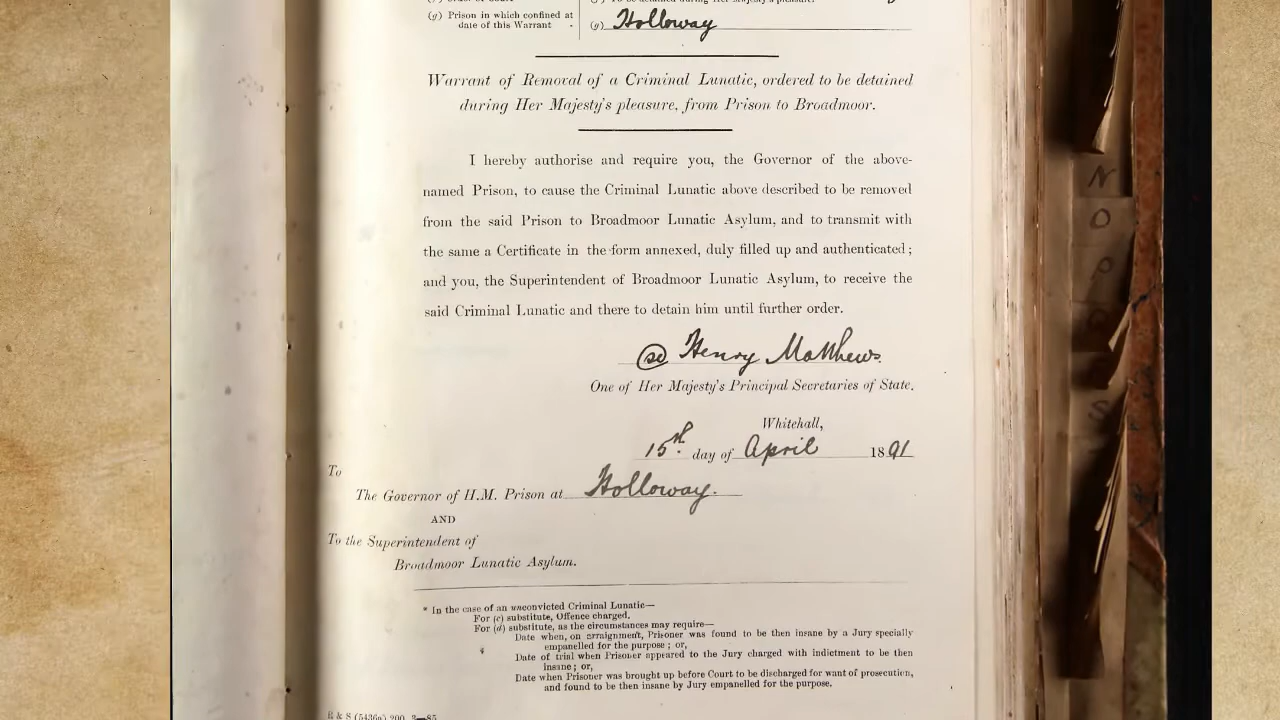 (g) Prison in which confined at
date of this Warrant -
(g) Holloway
Warrant of Removal of a Criminal Lunatic, ordered to be detained
during Her Majesty's pleasure, from Prison to Broadmoor.
I hereby authorise and require you, the Governor of the above-
named Prison, to cause the Criminal Lunatic above described to be removed
from the said Prison to Broadmoor Lunatic Asylum, and to transmit with
the same a Certificate in the form annexed, duly filled up and authenticated;
and you, the Superintendent of Broadmoor Lunatic Asylum, to receive the
said Criminal Lunatic and there to detain him until further order.
Henry Matthews
One of Her Majesty's Principal Secretaries of State.
Whitehall,
15th day of April 1891
To
The Governor of H.M. Prison at Holloway.
AND
To the Superintendent of
Broadmoor Lunatic Asylum.
* In the case of an unconvicted Criminal Lunatic—
For (c) substitute, Offence charged.
For (d) substitute, as the circumstances may require—
Date when, on arraignment, Prisoner was found to be then insane by a Jury specially
empanelled for the purpose; or,
Date of trial when Prisoner appeared to the Jury charged with indictment to be then
insane; or,
Date when Prisoner was brought up before Court to be discharged for want of prosecution,
and found to be then insane by Jury empanelled for the purpose.
N
O
P
S